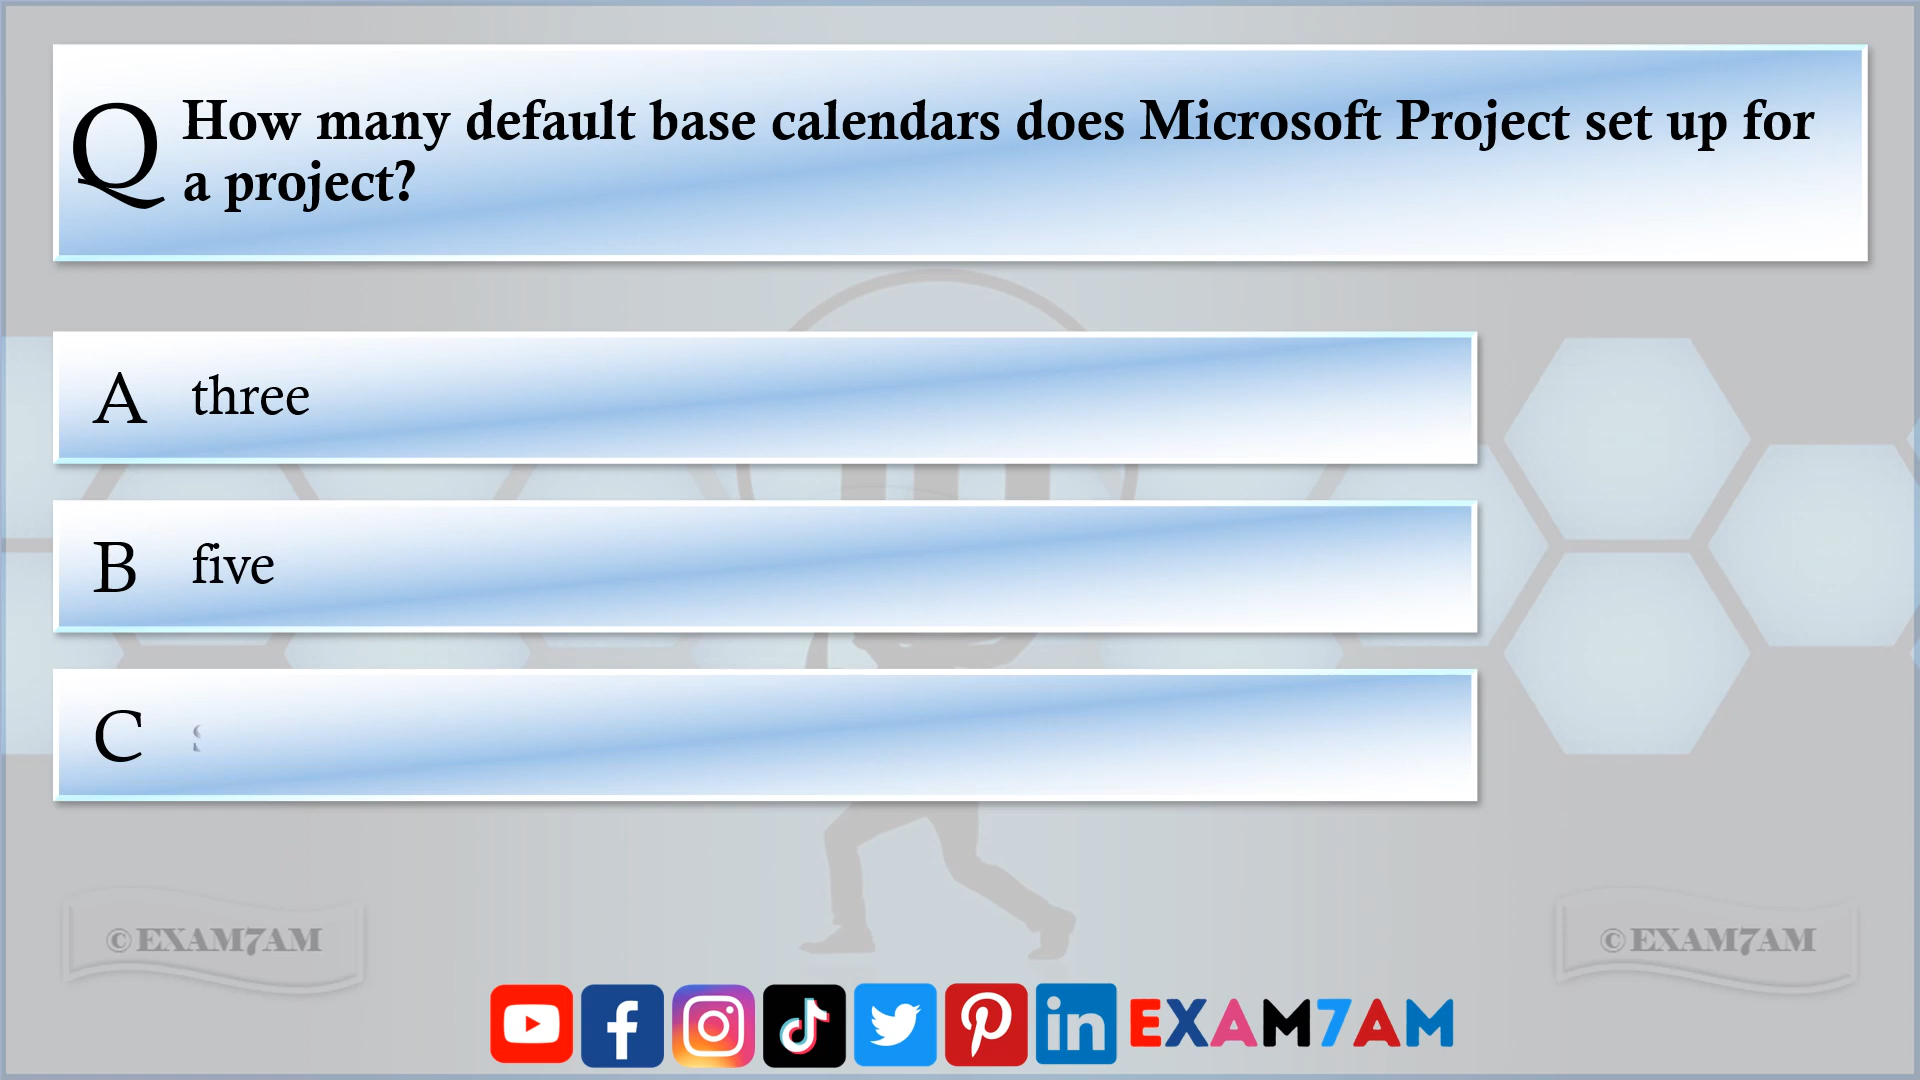 Q How many default base calendars does Microsoft Project set up for
a project?
A three
B five
C
©EXAM7AM
©EXAM7AM
EXAM7AM